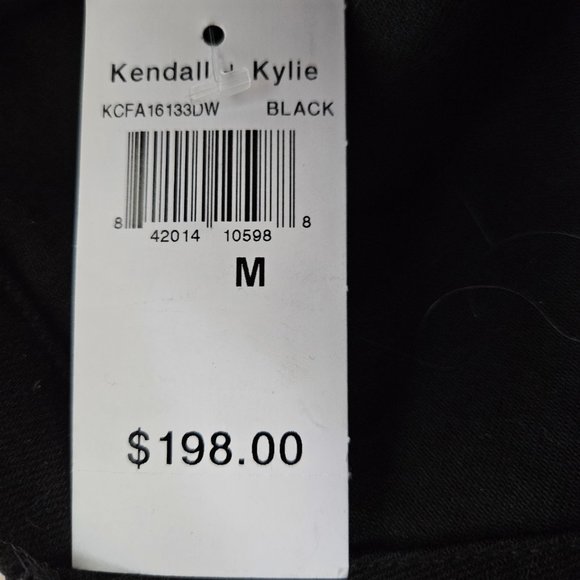 Kendall + Kylie
KCFA16133DW BLACK
8 42014 10598 8
M
$198.00